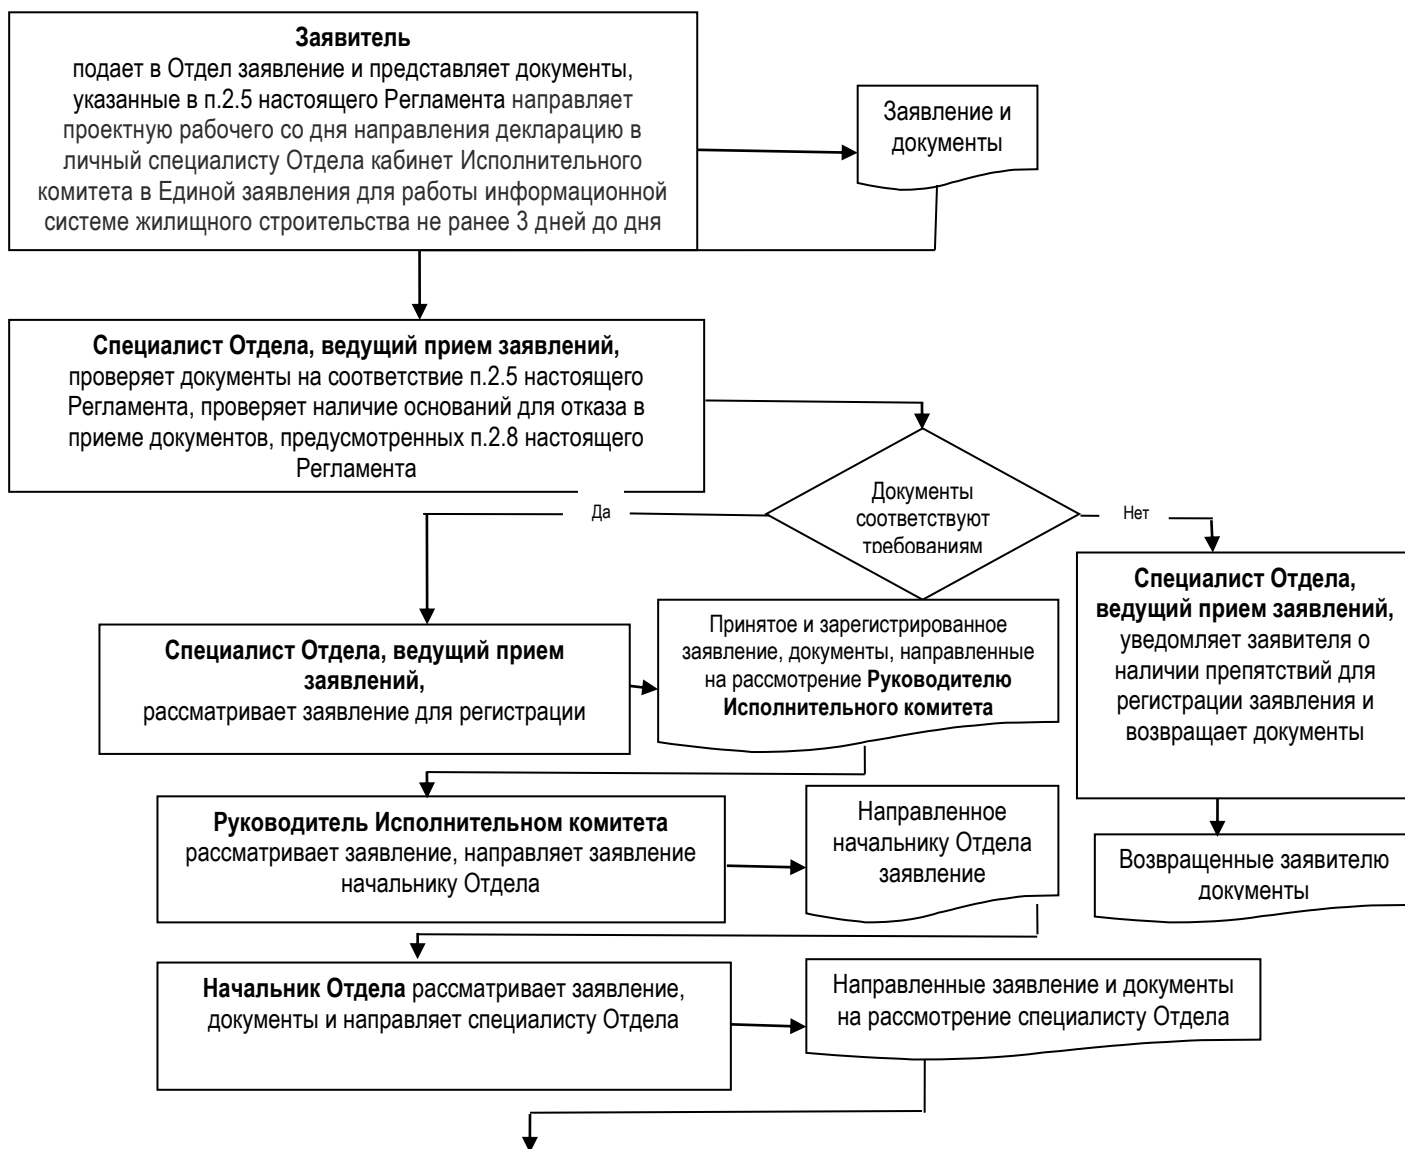 Заявитель
подает в Отдел заявление и представляет документы,
указанные в п.2.5 настоящего Регламента направляет
проектную рабочего со дня направления декларацию в
личный специалисту Отдела кабинет Исполнительного
комитета в Единой заявления для работы информационной
системе жилищного строительства не ранее 3 дней до дня
Заявление и
документы
Специалист Отдела, ведущий прием заявлений,
проверяет документы на соответствие п.2.5 настоящего
Регламента, проверяет наличие оснований для отказа в
приеме документов, предусмотренных п.2.8 настоящего
Регламента
Документы
соответствуют
требованиям
Да
Нет
Специалист Отдела,
ведущий прием заявлений,
уведомляет заявителя о
наличии препятствий для
регистрации заявления и
возвращает документы
Специалист Отдела, ведущий прием
заявлений,
рассматривает заявление для регистрации
Принятое и зарегистрированное
заявление, документы, направленные
на рассмотрение Руководителю
Исполнительного комитета
Руководитель Исполнительном комитета
рассматривает заявление, направляет заявление
начальнику Отдела
Направленное
начальнику Отдела
заявление
Возвращенные заявителю
документы
Начальник Отдела рассматривает заявление,
документы и направляет специалисту Отдела
Направленные заявление и документы
на рассмотрение специалисту Отдела